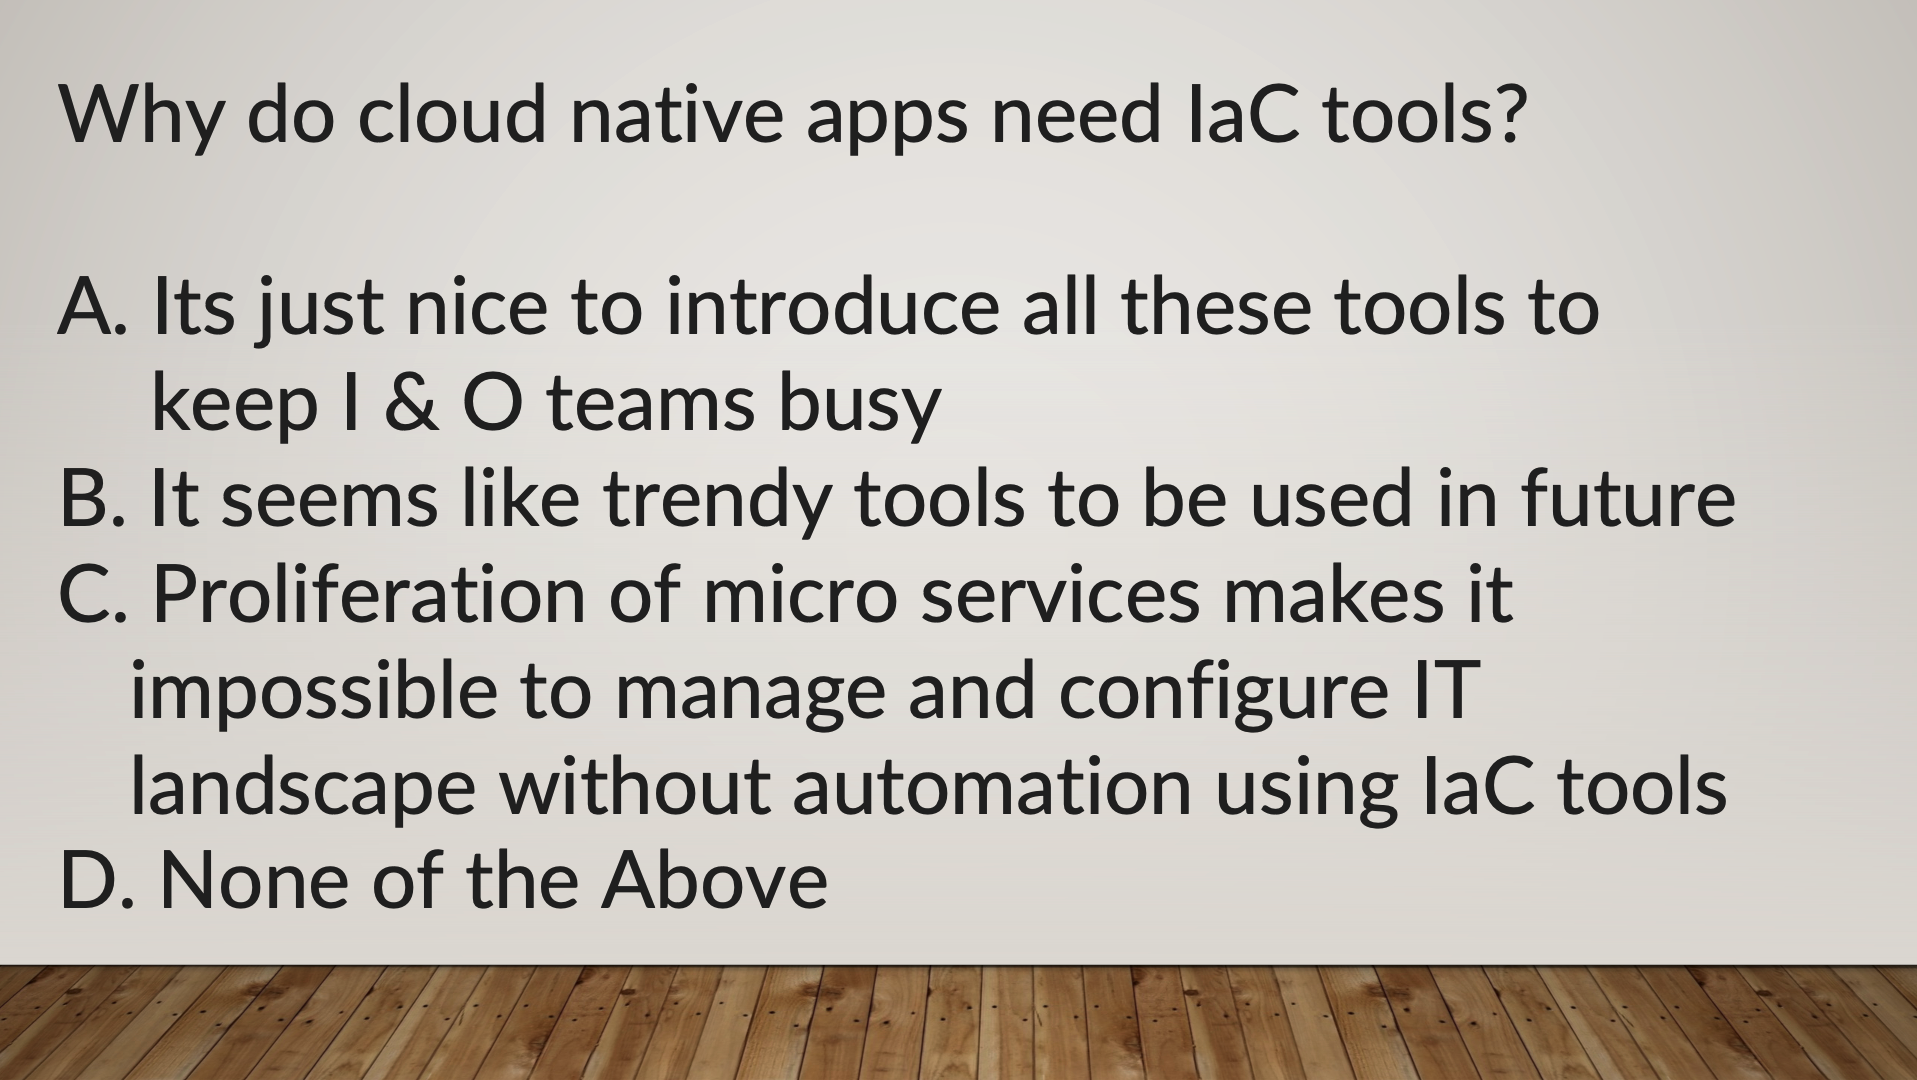 Why do cloud native apps need IaC tools?
A. Its just nice to introduce all these tools to
keep I & O teams busy
B. It seems like trendy tools to be used in future
C. Proliferation of micro services makes it
impossible to manage and configure IT
landscape without automation using IaC tools
D. None of the Above